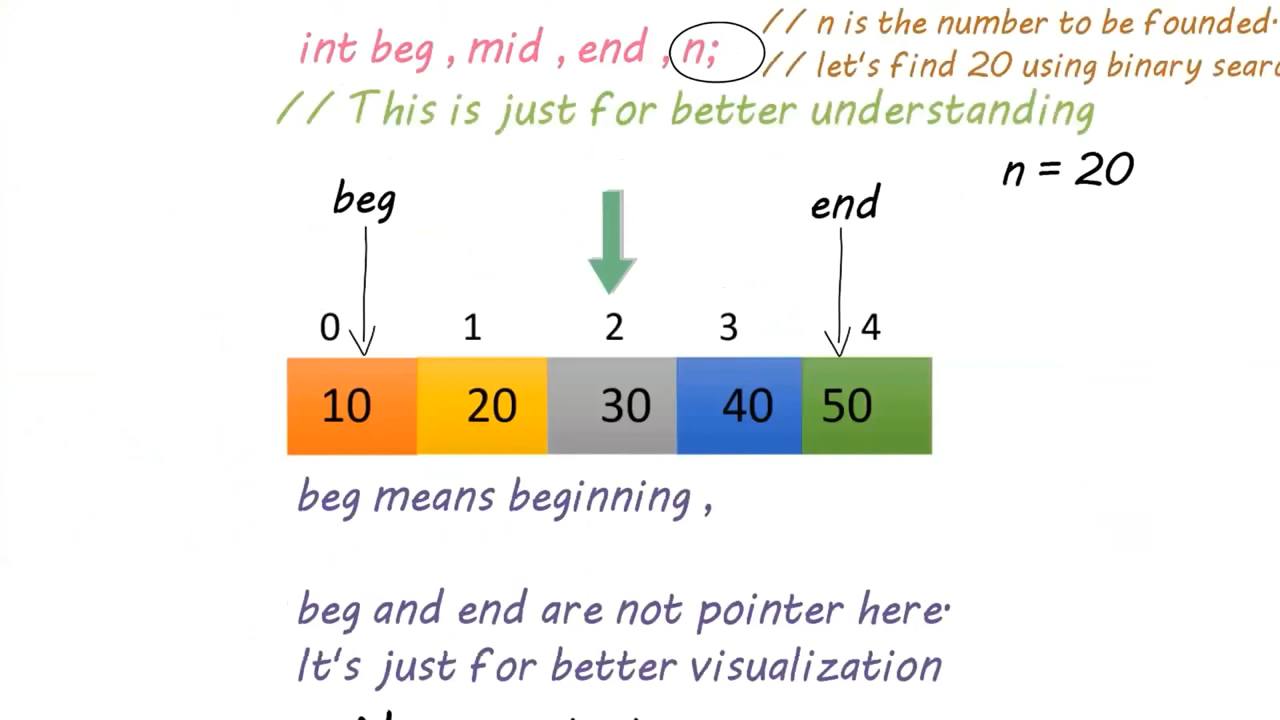 int beg , mid , end , n;
// n is the number to be founded.
// let's find 20 using binary
// This is just for better understanding
n = 20
beg
end
0 1 2 3 4
10 20 30 40 50
beg means beginning ,
beg and end are not pointer here.
It's just for better visualization